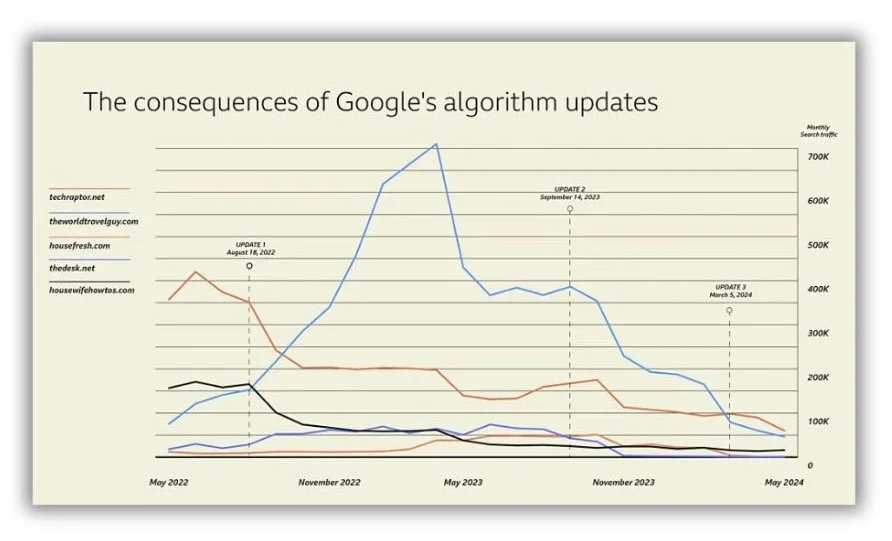 The consequences of Google's algorithm updates
Monthly
Search traffic
700K
600K
500K
400K
300K
200K
100K
0
techraptor.net
theworldtravelguy.com
housefresh.com
thedesk.net
housewifehowtos.com
UPDATE 1
August 18, 2022
UPDATE 2
September 14, 2023
UPDATE 3
March 5, 2024
May 2022
November 2022
May 2023
November 2023
May 2024